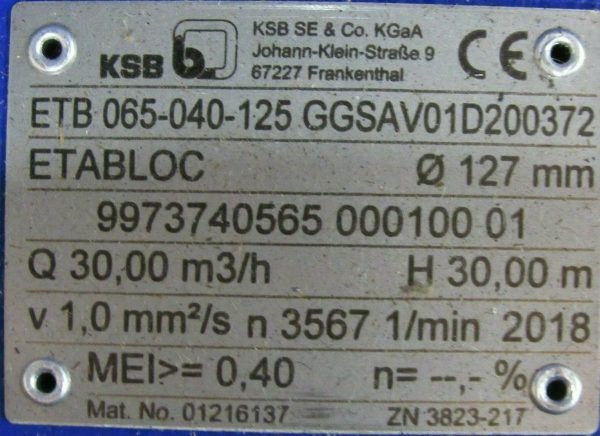 KSB b.
KSB SE & Co. KGaA
Johann-Klein-Straße 9
67227 Frankenthal
CE
ETB 065-040-125 GGSAV01D200372
ETABLOC Ø 127 mm
9973740565 000100 01
Q 30,00 m3/h H 30,00 m
v 1,0 mm²/s n 3567 1/min 2018
MEI>= 0,40 n= --,- %
Mat. No. 01216137 ZN 3823-217